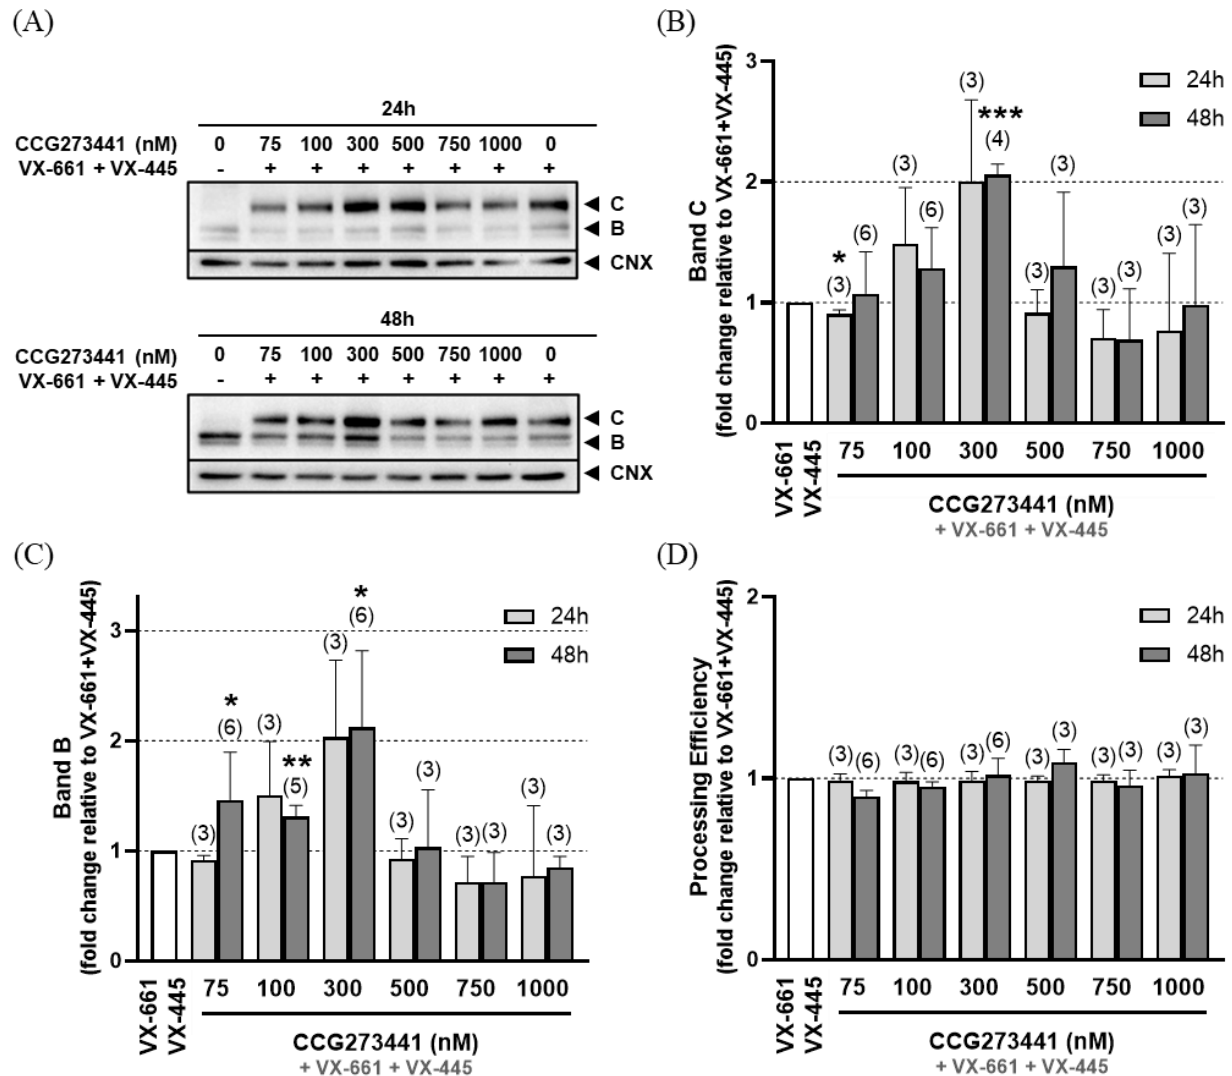 (A)
24h
CCG273441 (nM) 0 75 100 300 500 750 1000 0
VX-661 + VX-445 - + + + + + + +
C
B
CNX
48h
CCG273441 (nM) 0 75 100 300 500 750 1000 0
VX-661 + VX-445 - + + + + + + +
C
B
CNX
(B)
Band C
(fold change relative to VX-661+VX-445)
3
2
1
0
24h
48h
*
(3)
(6)
(3)
(6)
(3)
***
(4)
(3)
(3)
(3)
(3)
(3)
(3)
VX-661
VX-445
75 100 300 500 750 1000
CCG273441 (nM)
+ VX-661 + VX-445
(C)
Band B
(fold change relative to VX-661+VX-445)
3
2
1
0
24h
48h
(3)
*
(6)
(3)
**
(5)
(3)
*
(6)
(3)
(3)
(3)
(3)
(3)
(3)
VX-661
VX-445
75 100 300 500 750 1000
CCG273441 (nM)
+ VX-661 + VX-445
(D)
Processing Efficiency
(fold change relative to VX-661+VX-445)
2
1
0
24h
48h
(3)
(6)
(3)
(6)
(3)
(6)
(3)
(3)
(3)
(3)
(3)
(3)
VX-661
VX-445
75 100 300 500 750 1000
CCG273441 (nM)
+ VX-661 + VX-445